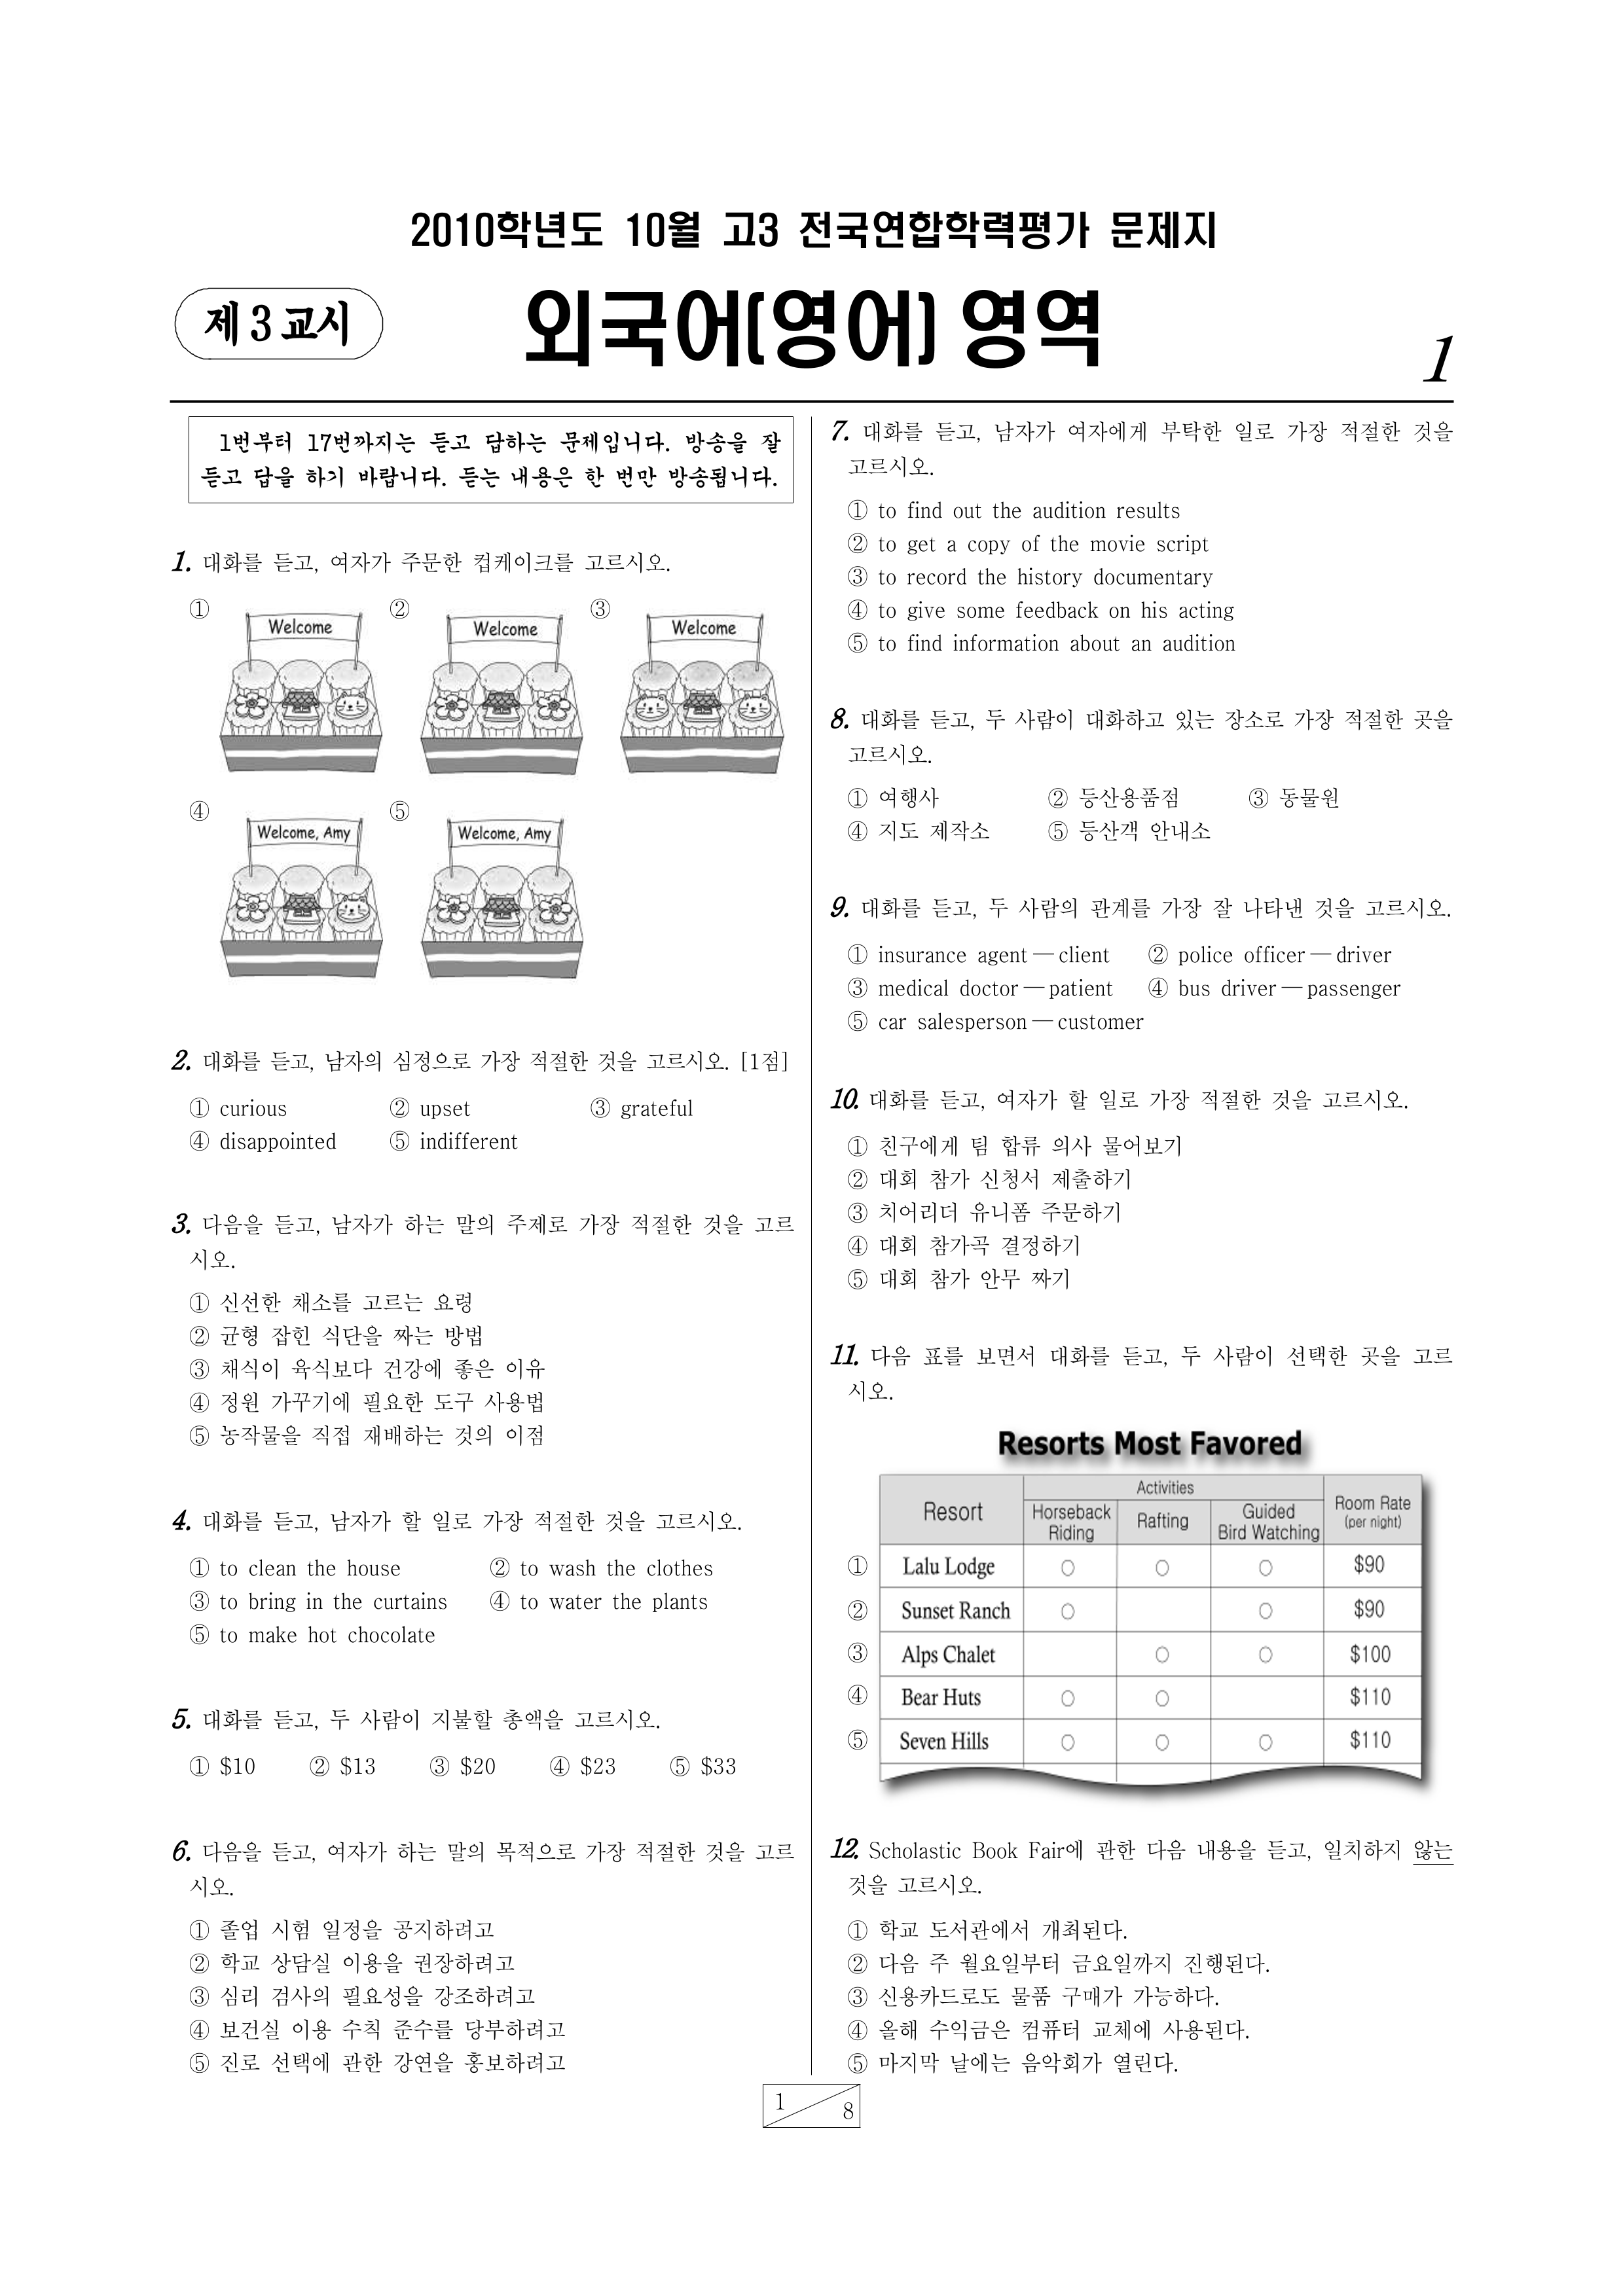 2010학년도 10월 고3 전국연합학력평가 문제지
제 3 교시
외국어(영어) 영역
1
1번부터 17번까지는 듣고 답하는 문제입니다. 방송을 잘
듣고 답을 하기 바랍니다. 듣는 내용은 한 번만 방송됩니다.
1. 대화를 듣고, 여자가 주문한 컵케이크를 고르시오.
① ② ③
Welcome Welcome Welcome
④ ⑤
Welcome, Amy Welcome, Amy
2. 대화를 듣고, 남자의 심정으로 가장 적절한 것을 고르시오. [1점]
① curious ② upset ③ grateful
④ disappointed ⑤ indifferent
3. 다음을 듣고, 남자가 하는 말의 주제로 가장 적절한 것을 고르
시오.
① 신선한 채소를 고르는 요령
② 균형 잡힌 식단을 짜는 방법
③ 채식이 육식보다 건강에 좋은 이유
④ 정원 가꾸기에 필요한 도구 사용법
⑤ 농작물을 직접 재배하는 것의 이점
4. 대화를 듣고, 남자가 할 일로 가장 적절한 것을 고르시오.
① to clean the house ② to wash the clothes
③ to bring in the curtains ④ to water the plants
⑤ to make hot chocolate
5. 대화를 듣고, 두 사람이 지불할 총액을 고르시오.
① $10 ② $13 ③ $20 ④ $23 ⑤ $33
6. 다음을 듣고, 여자가 하는 말의 목적으로 가장 적절한 것을 고르
시오.
① 졸업 시험 일정을 공지하려고
② 학교 상담실 이용을 권장하려고
③ 심리 검사의 필요성을 강조하려고
④ 보건실 이용 수칙 준수를 당부하려고
⑤ 진로 선택에 관한 강연을 홍보하려고
7. 대화를 듣고, 남자가 여자에게 부탁한 일로 가장 적절한 것을
고르시오.
① to find out the audition results
② to get a copy of the movie script
③ to record the history documentary
④ to give some feedback on his acting
⑤ to find information about an audition
8. 대화를 듣고, 두 사람이 대화하고 있는 장소로 가장 적절한 곳을
고르시오.
① 여행사 ② 등산용품점 ③ 동물원
④ 지도 제작소 ⑤ 등산객 안내소
9. 대화를 듣고, 두 사람의 관계를 가장 잘 나타낸 것을 고르시오.
① insurance agent — client ② police officer — driver
③ medical doctor — patient ④ bus driver — passenger
⑤ car salesperson — customer
10. 대화를 듣고, 여자가 할 일로 가장 적절한 것을 고르시오.
① 친구에게 팀 합류 의사 물어보기
② 대회 참가 신청서 제출하기
③ 치어리더 유니폼 주문하기
④ 대회 참가곡 결정하기
⑤ 대회 참가 안무 짜기
11. 다음 표를 보면서 대화를 듣고, 두 사람이 선택한 곳을 고르
시오.
Resorts Most Favored
Resort Activities Room Rate (per night)
Horseback Riding Rafting Guided Bird Watching
① Lalu Lodge ○ ○ ○ $90
② Sunset Ranch ○ ○ $90
③ Alps Chalet ○ ○ $100
④ Bear Huts ○ ○ $110
⑤ Seven Hills ○ ○ ○ $110
12. Scholastic Book Fair에 관한 다음 내용을 듣고, 일치하지 않는
것을 고르시오.
① 학교 도서관에서 개최된다.
② 다음 주 월요일부터 금요일까지 진행된다.
③ 신용카드로도 물품 구매가 가능하다.
④ 올해 수익금은 컴퓨터 교체에 사용된다.
⑤ 마지막 날에는 음악회가 열린다.
1 8